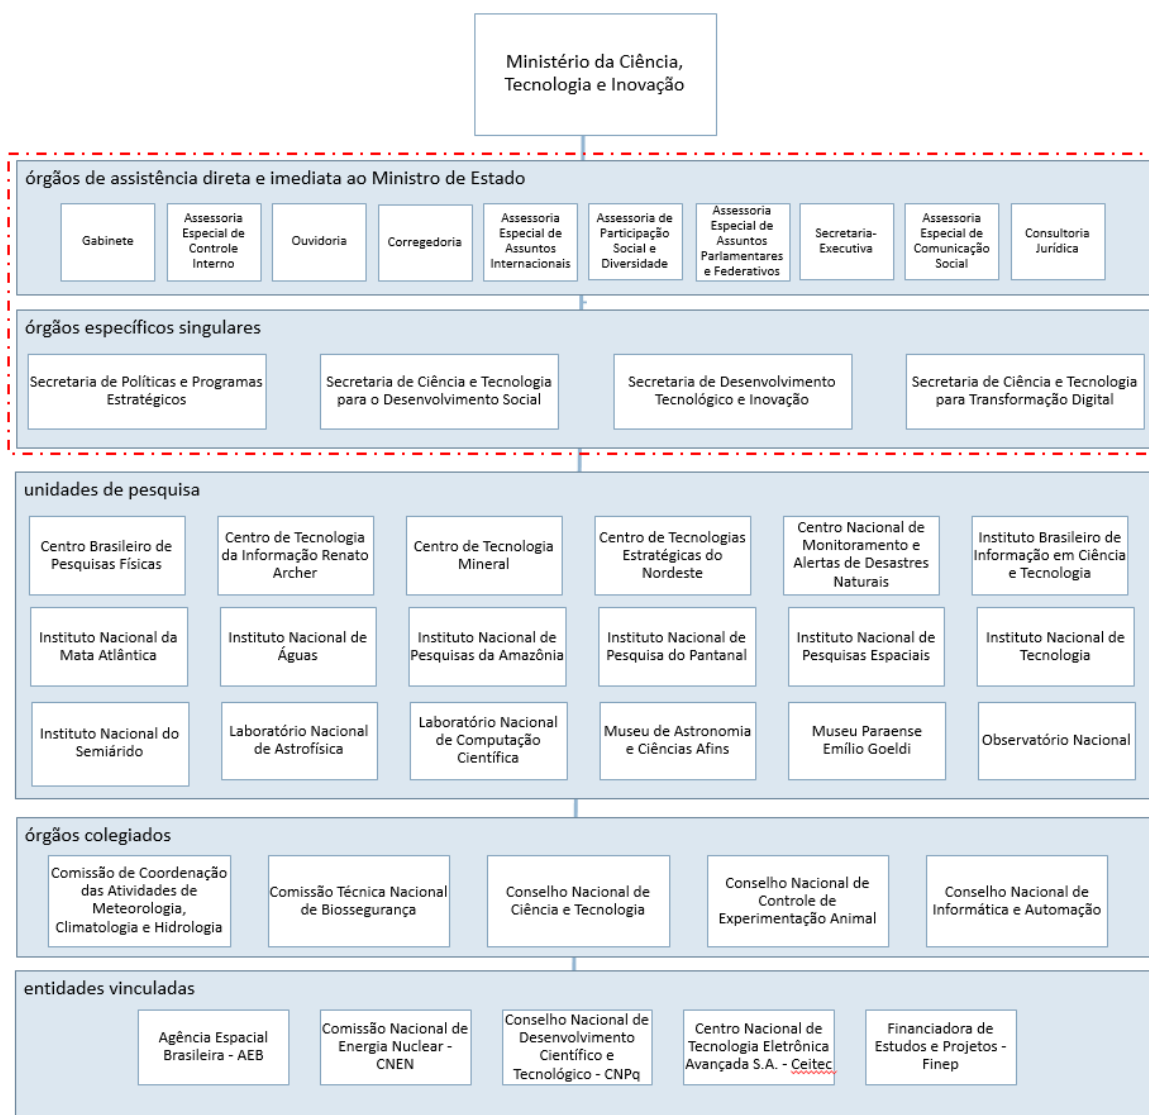 Ministério da Ciência,
Tecnologia e Inovação
órgãos de assistência direta e imediata ao Ministro de Estado
Gabinete
Assessoria
Especial de
Controle
Interno
Ouvidoria
Corregedoria
Assessoria
Especial de
Assuntos
Internacionais
Assessoria de
Participação
Social e
Diversidade
Assessoria
Especial de
Assuntos
Parlamentares
e Federativos
Secretaria-
Executiva
Assessoria
Especial de
Comunicação
Social
Consultoria
Jurídica
órgãos específicos singulares
Secretaria de Políticas e Programas
Estratégicos
Secretaria de Ciência e Tecnologia
para o Desenvolvimento Social
Secretaria de Desenvolvimento
Tecnológico e Inovação
Secretaria de Ciência e Tecnologia
para Transformação Digital
unidades de pesquisa
Centro Brasileiro de
Pesquisas Físicas
Centro de Tecnologia
da Informação Renato
Archer
Centro de Tecnologia
Mineral
Centro de Tecnologias
Estratégicas do
Nordeste
Centro Nacional de
Monitoramento e
Alertas de Desastres
Naturais
Instituto Brasileiro de
Informação em Ciência
e Tecnologia
Instituto Nacional da
Mata Atlântica
Instituto Nacional de
Águas
Instituto Nacional de
Pesquisas da Amazônia
Instituto Nacional de
Pesquisa do Pantanal
Instituto Nacional de
Pesquisas Espaciais
Instituto Nacional de
Tecnologia
Instituto Nacional do
Semiárido
Laboratório Nacional
de Astrofísica
Laboratório Nacional
de Computação
Científica
Museu de Astronomia
e Ciências Afins
Museu Paraense
Emílio Goeldi
Observatório Nacional
órgãos colegiados
Comissão de Coordenação
das Atividades de
Meteorologia,
Climatologia e Hidrologia
Comissão Técnica Nacional
de Biossegurança
Conselho Nacional de
Ciência e Tecnologia
Conselho Nacional de
Controle de
Experimentação Animal
Conselho Nacional de
Informática e Automação
entidades vinculadas
Agência Espacial
Brasileira - AEB
Comissão Nacional de
Energia Nuclear -
CNEN
Conselho Nacional de
Desenvolvimento
Científico e
Tecnológico - CNPq
Centro Nacional de
Tecnologia Eletrônica
Avançada S.A. - Ceitec
Financiadora de
Estudos e Projetos -
Finep